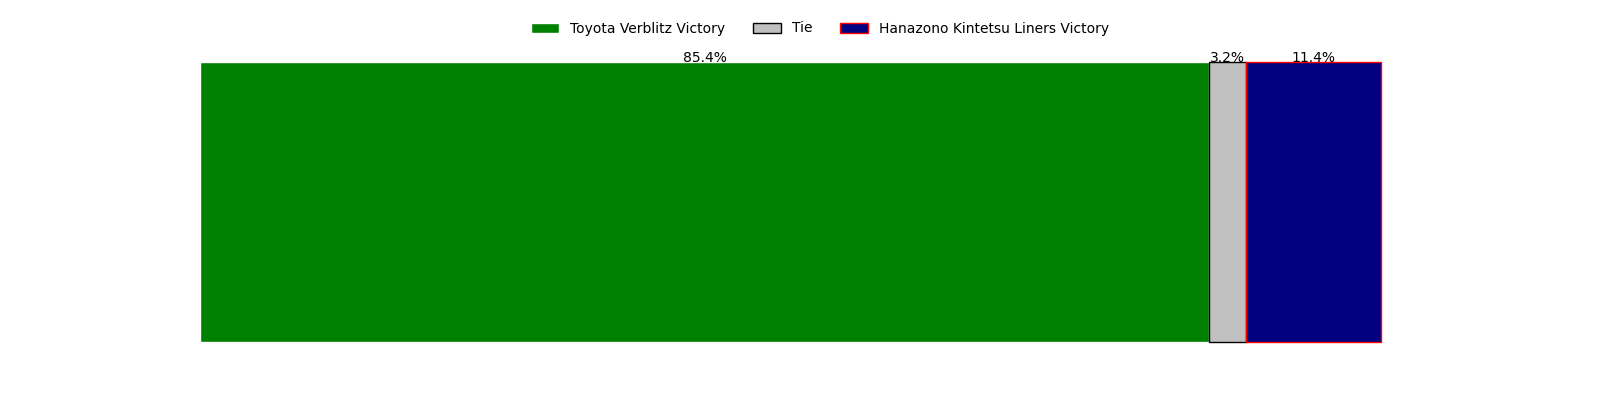 Toyota Verblitz Victory Tie Hanazono Kintetsu Liners Victory
85.4% 3.2% 11.4%